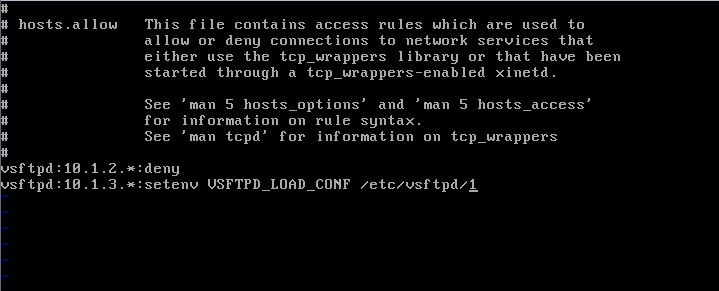 #
# hosts.allow   This file contains access rules which are used to
#               allow or deny connections to network services that
#               either use the tcp_wrappers library or that have been
#               started through a tcp_wrappers-enabled xinetd.
#
#               See 'man 5 hosts_options' and 'man 5 hosts_access'
#               for information on rule syntax.
#               See 'man tcpd' for information on tcp_wrappers
#
vsftpd:10.1.2.*:deny
vsftpd:10.1.3.*:setenv VSFTPD_LOAD_CONF /etc/vsftpd/1
~
~
~
~
~
~